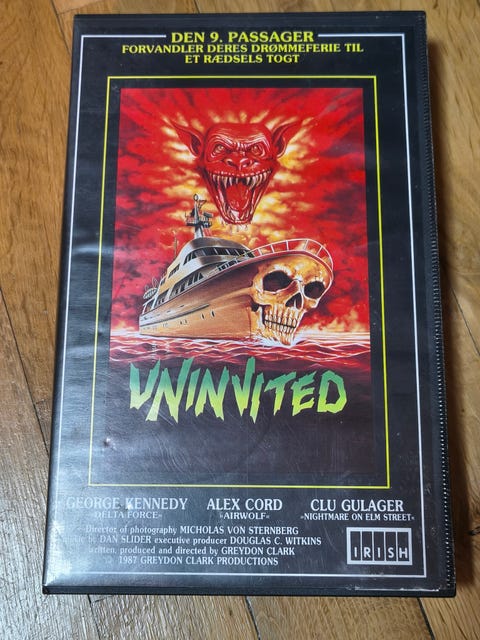 DEN 9. PASSAGER
FORVANDLER DERES DRØMMEFERIE TIL
ET RÆDSELS TOGT
UNINVITED
GEORGE KENNEDY ALEX CORD CLU GULAGER
»DELTA FORCE« »AIRWOLF« »NIGHTMARE ON ELM STREET«
Director of photography MICHOLAS VON STERNBERG
music by DAN SLIDER executive producer DOUGLAS C. WITKINS
written, produced and directed by GREYDON CLARK
© 1987 GREYDON CLARK PRODUCTIONS
IRISH